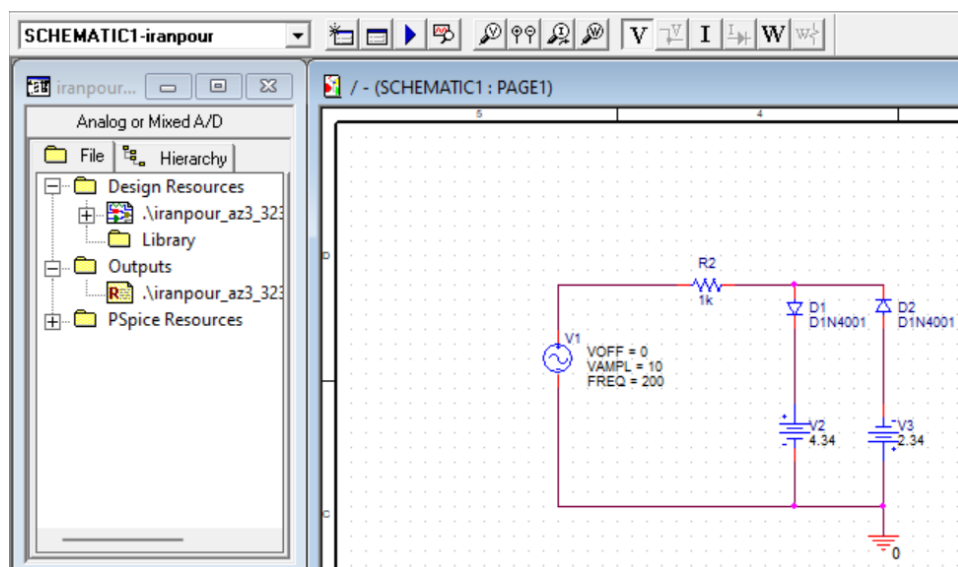 SCHEMATIC1-iranpour
V I W
iranpour...
/ - (SCHEMATIC1 : PAGE1)
Analog or Mixed A/D
File Hierarchy
Design Resources
.\iranpour_az3_323
Library
Outputs
.\iranpour_az3_323
PSpice Resources
5 4
D
R2
1k
D1
D1N4001
D2
D1N4001
V1
VOFF = 0
VAMPL = 10
FREQ = 200
V2
4.34
V3
2.34
C
0